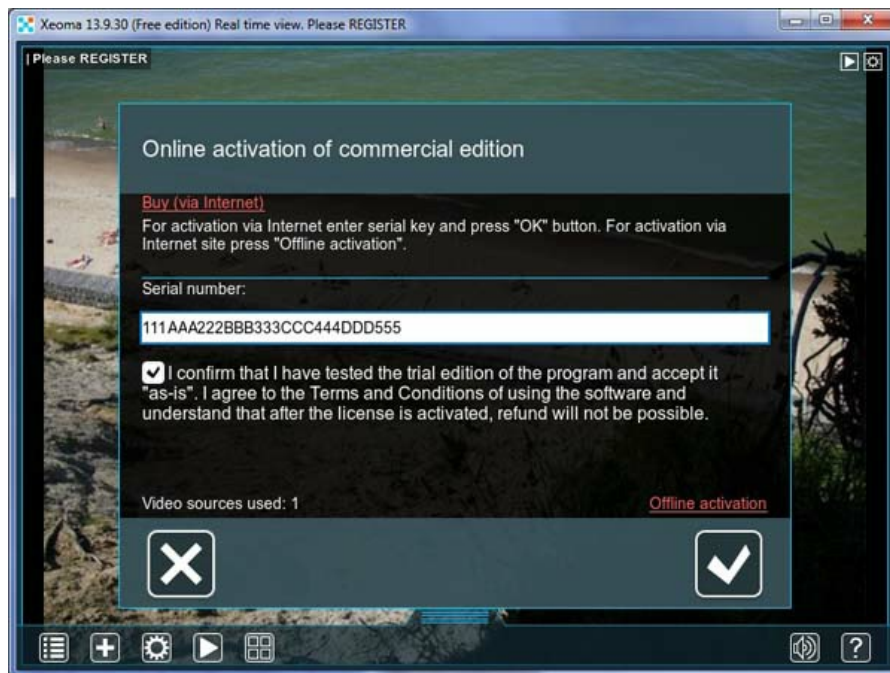 Xeoma 13.9.30 (Free edition) Real time view. Please REGISTER
| Please REGISTER
Online activation of commercial edition
Buy (via Internet)
For activation via Internet enter serial key and press "OK" button. For activation via
Internet site press "Offline activation".
Serial number:
111AAA222BBB333CCC444DDD555
I confirm that I have tested the trial edition of the program and accept it
"as-is". I agree to the Terms and Conditions of using the software and
understand that after the license is activated, refund will not be possible.
Video sources used: 1
Offline activation
?